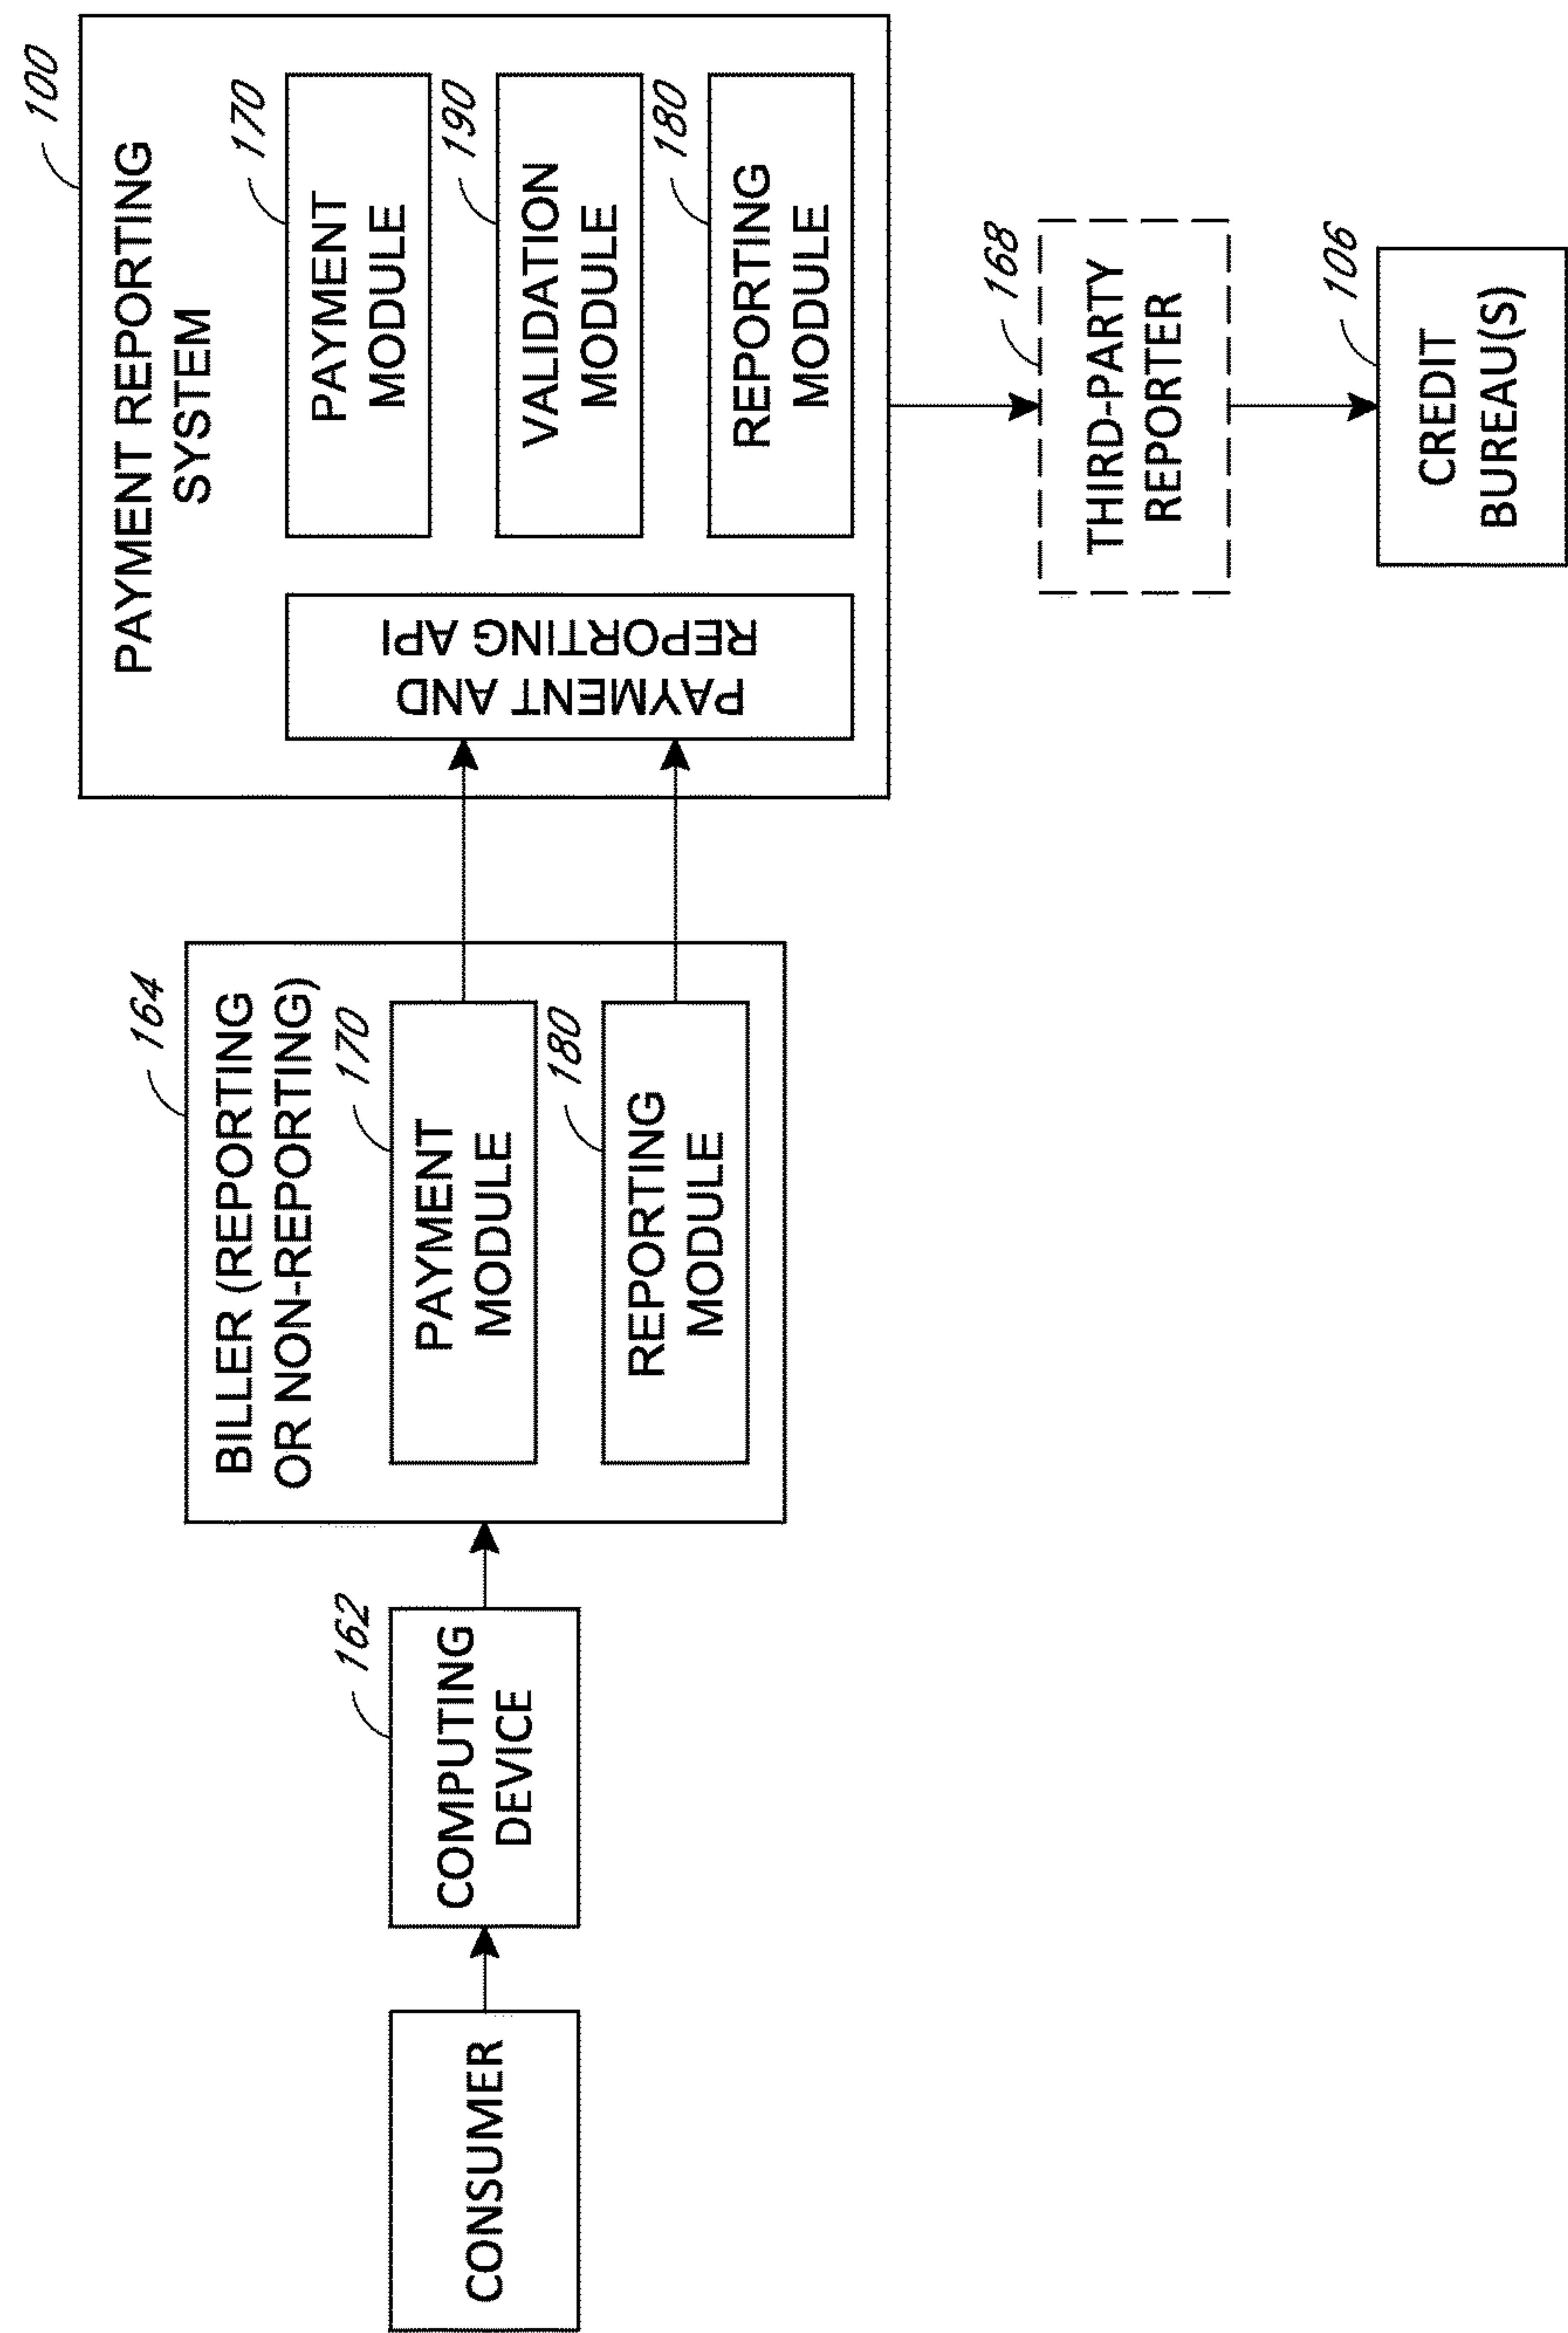 CONSUMER
162
COMPUTING
DEVICE
164
BILLER (REPORTING
OR NON-REPORTING)
170
PAYMENT
MODULE
180
REPORTING
MODULE
100
PAYMENT REPORTING
SYSTEM
PAYMENT AND
REPORTING API
170
PAYMENT
MODULE
190
VALIDATION
MODULE
180
REPORTING
MODULE
168
THIRD-PARTY
REPORTER
106
CREDIT
BUREAU(S)